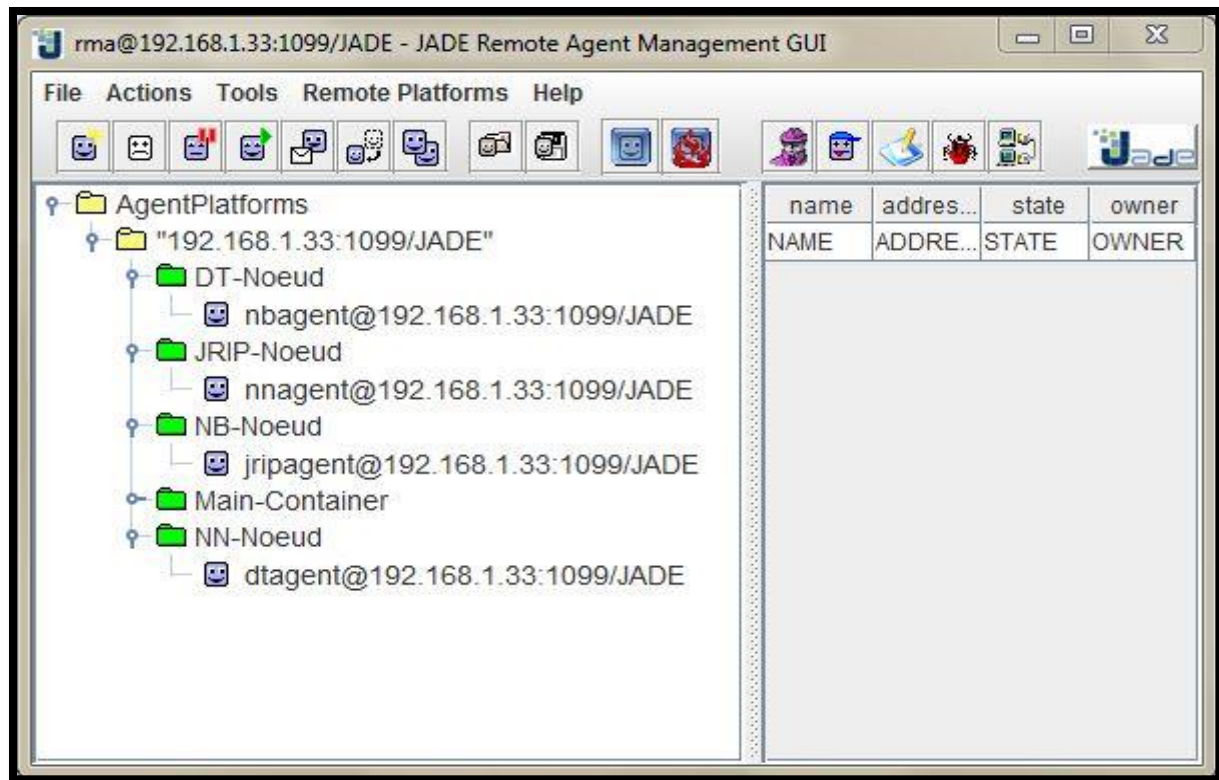 rma@192.168.1.33:1099/JADE - JADE Remote Agent Management GUI
File Actions Tools Remote Platforms Help
Jade
AgentPlatforms
"192.168.1.33:1099/JADE"
DT-Noeud
nbagent@192.168.1.33:1099/JADE
JRIP-Noeud
nnagent@192.168.1.33:1099/JADE
NB-Noeud
jripagent@192.168.1.33:1099/JADE
Main-Container
NN-Noeud
dtagent@192.168.1.33:1099/JADE
name addres... state owner
NAME ADDRE... STATE OWNER